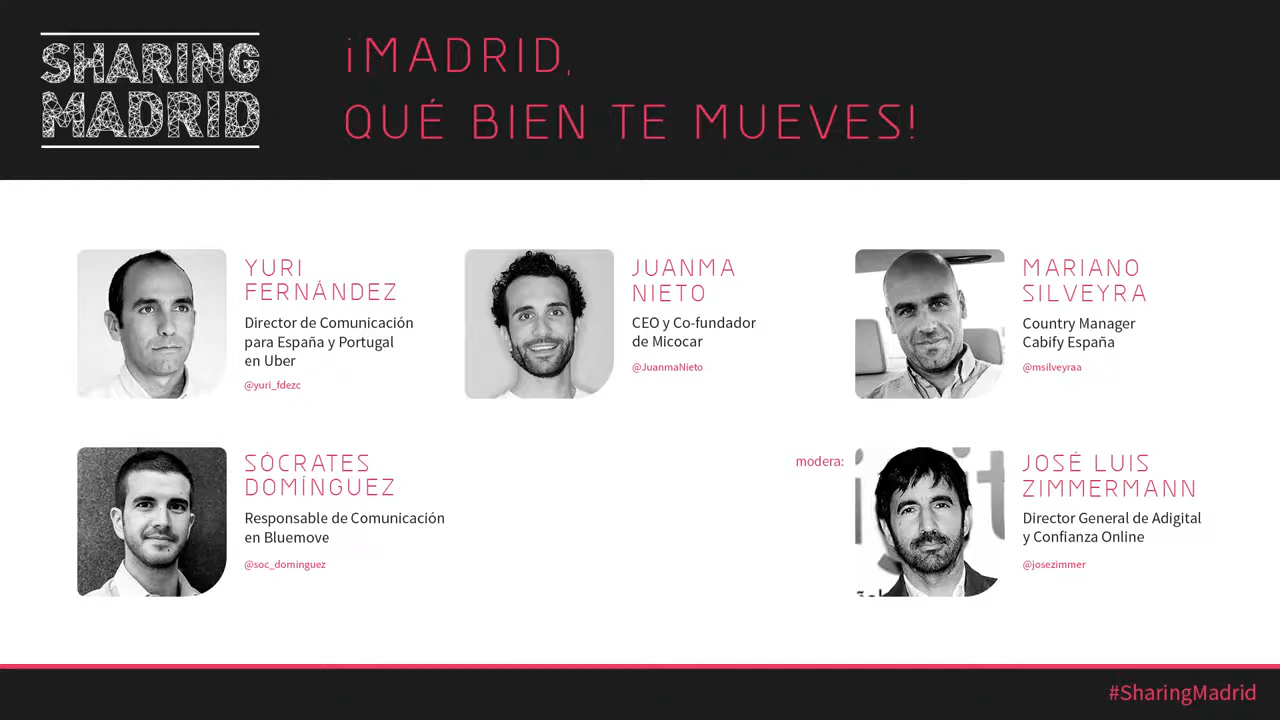 SHARING
MADRID
¡MADRID,
QUÉ BIEN TE MUEVES!
YURI
FERNÁNDEZ
Director de Comunicación
para España y Portugal
en Uber
@yuri_fdezc
JUANMA
NIETO
CEO y Co-fundador
de Micocar
@JuanmaNieto
MARIANO
SILVEYRA
Country Manager
Cabify España
@msilveyraa
SÓCRATES
DOMÍNGUEZ
Responsable de Comunicación
en Bluemove
@soc_dominguez
modera:
JOSÉ LUIS
ZIMMERMANN
Director General de Adigital
y Confianza Online
@josezimmer
#SharingMadrid